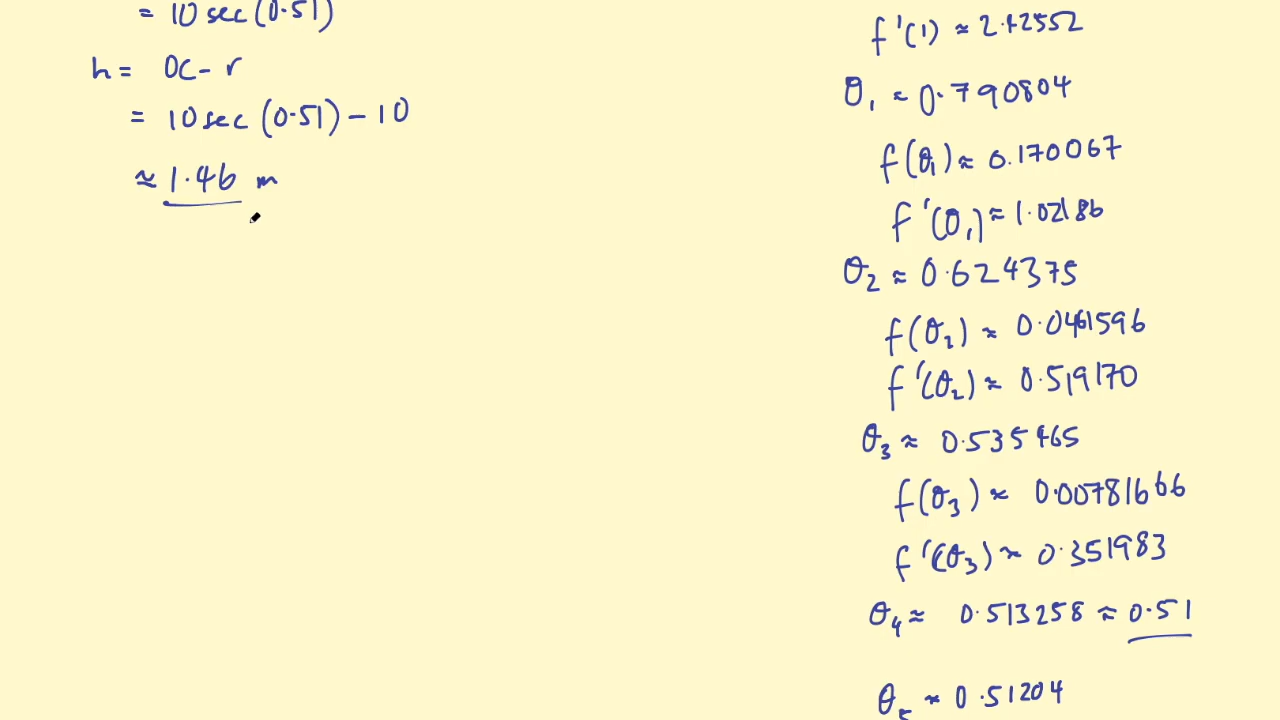 = 10 sec (0.51)
h = OC - r
= 10 sec (0.51) - 10
≈ 1.46 m
f'(1) ≈ 2.42552
θ₁ ≈ 0.790804
f(θ₁) ≈ 0.170067
f'(θ₁) ≈ 1.02186
θ₂ ≈ 0.624375
f(θ₂) ≈ 0.0461596
f'(θ₂) ≈ 0.519170
θ₃ ≈ 0.535465
f(θ₃) ≈ 0.00781666
f'(θ₃) ≈ 0.351983
θ₄ ≈ 0.513258 ≈ 0.51
θ₅ ≈ 0.51204